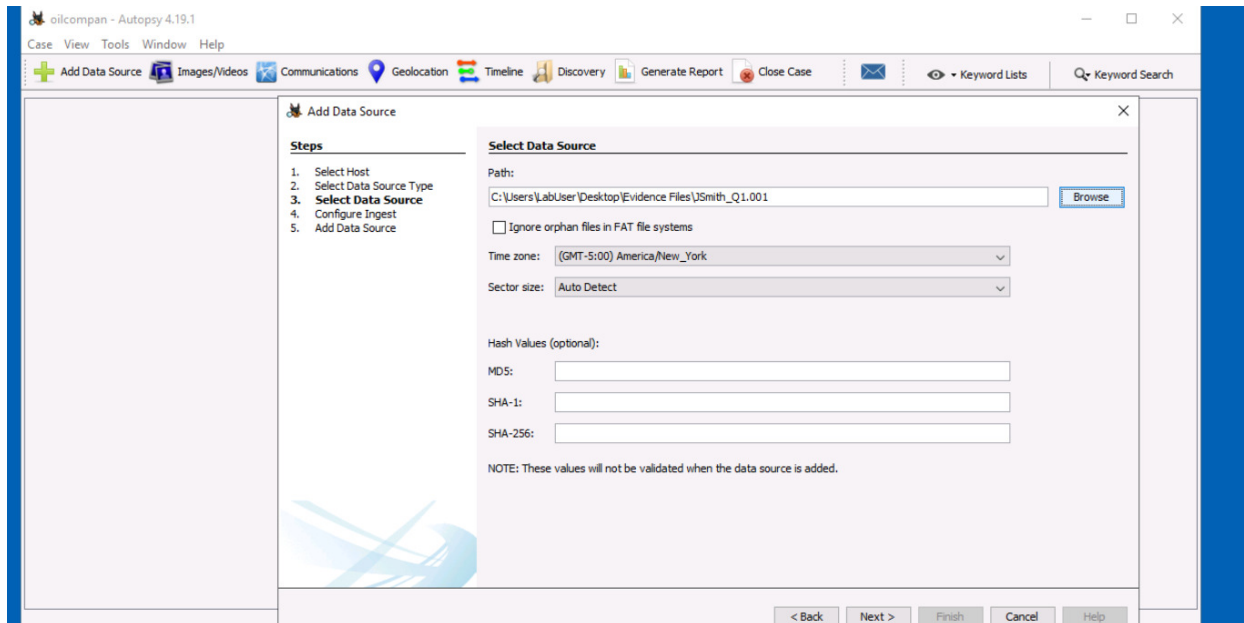 oilcompan - Autopsy 4.19.1
Case View Tools Window Help
Add Data Source Images/Videos Communications Geolocation Timeline Discovery Generate Report Close Case Keyword Lists Keyword Search
Add Data Source
Steps
1. Select Host
2. Select Data Source Type
3. Select Data Source
4. Configure Ingest
5. Add Data Source
Select Data Source
Path:
C:\Users\LabUser\Desktop\Evidence Files\JSmith_Q1.001 Browse
Ignore orphan files in FAT file systems
Time zone: (GMT-5:00) America/New_York
Sector size: Auto Detect
Hash Values (optional):
MD5:
SHA-1:
SHA-256:
NOTE: These values will not be validated when the data source is added.
< Back Next > Finish Cancel Help